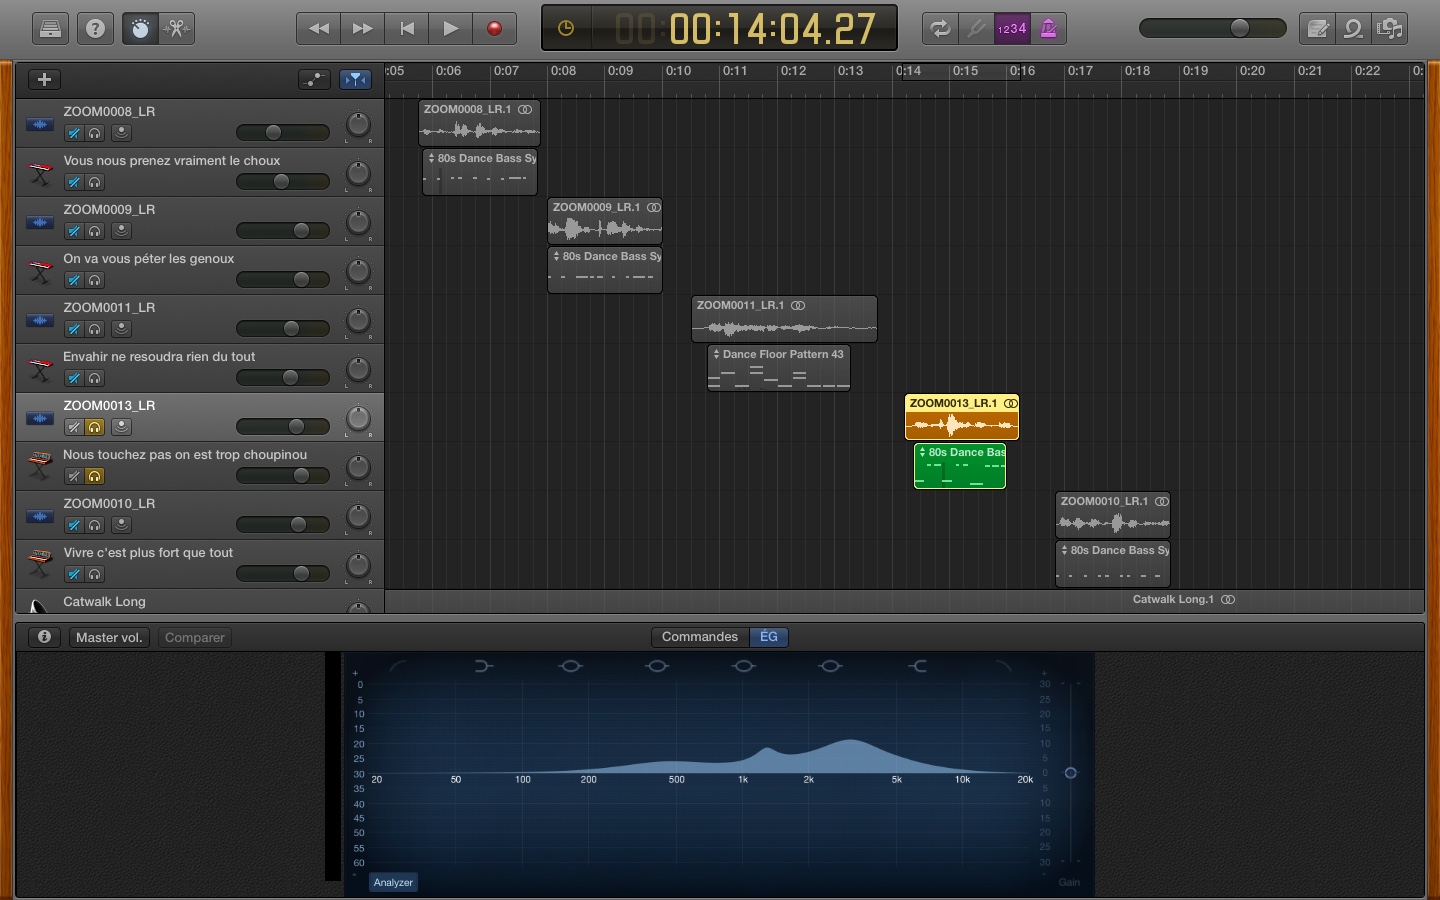 00:14:04.27
1234
:05 0:06 0:07 0:08 0:09 0:10 0:11 0:12 0:13 0:14 0:15 0:16 0:17 0:18 0:19 0:20 0:21 0:22 0:
ZOOM0008_LR
L R
ZOOM0008_LR.1
Vous nous prenez vraiment le choux
L R
80s Dance Bass Sy
ZOOM0009_LR
L R
ZOOM0009_LR.1
On va vous péter les genoux
L R
80s Dance Bass Sy
ZOOM0011_LR
L R
ZOOM0011_LR.1
Envahir ne resoudra rien du tout
L R
Dance Floor Pattern 43
ZOOM0013_LR
L R
ZOOM0013_LR.1
Nous touchez pas on est trop choupinou
L R
80s Dance Bas
ZOOM0010_LR
L R
ZOOM0010_LR.1
Vivre c'est plus fort que tout
L R
80s Dance Bass Sy
Catwalk Long
Catwalk Long.1
Master vol. Comparer Commandes ÉG
+ +
0 30
5 25
10 20
15 15
20 10
25 5
30 20 50 100 200 500 1k 2k 5k 10k 20k 0
35 5
40 10
45 15
50 20
55 25
60 30
- -
Analyzer Gain